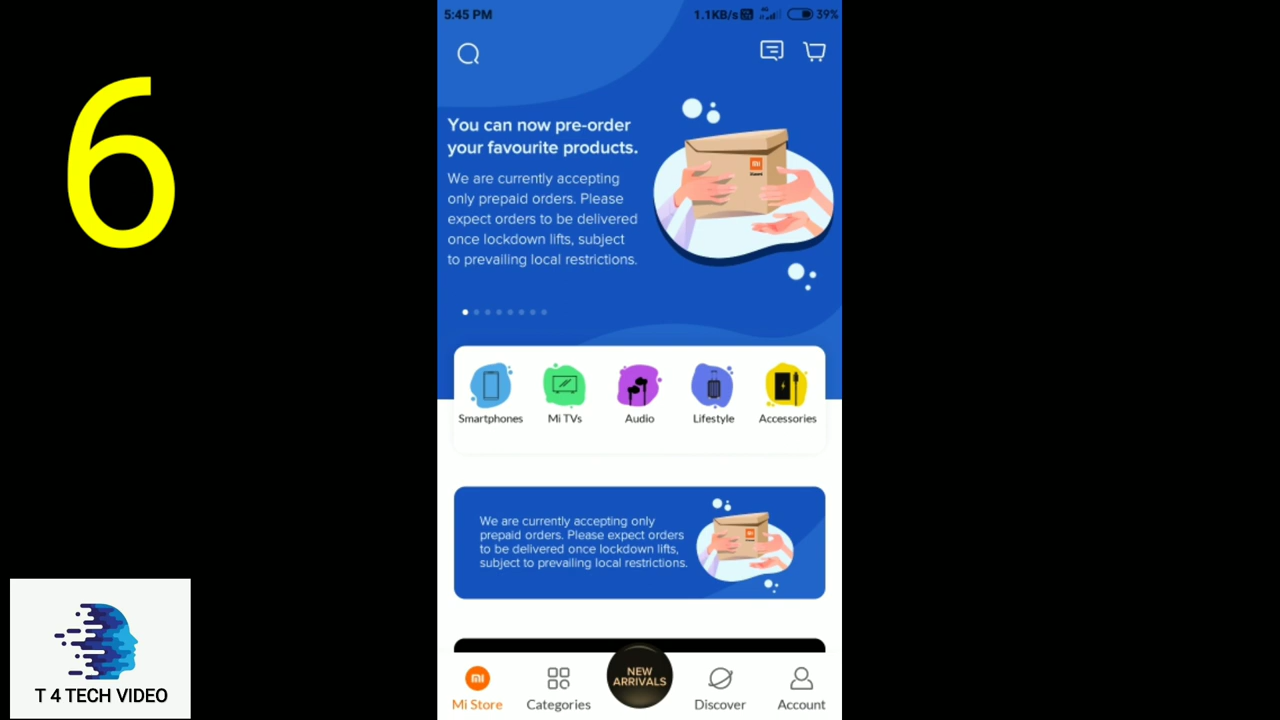 6
5:45 PM
1.1KB/s
4G
39%
You can now pre-order
your favourite products.
We are currently accepting
only prepaid orders. Please
expect orders to be delivered
once lockdown lifts, subject
to prevailing local restrictions.
Smartphones
Mi TVs
Audio
Lifestyle
Accessories
We are currently accepting only
prepaid orders. Please expect orders
to be delivered once lockdown lifts,
subject to prevailing local restrictions.
NEW
ARRIVALS
Mi Store
Categories
Discover
Account
T 4 TECH VIDEO